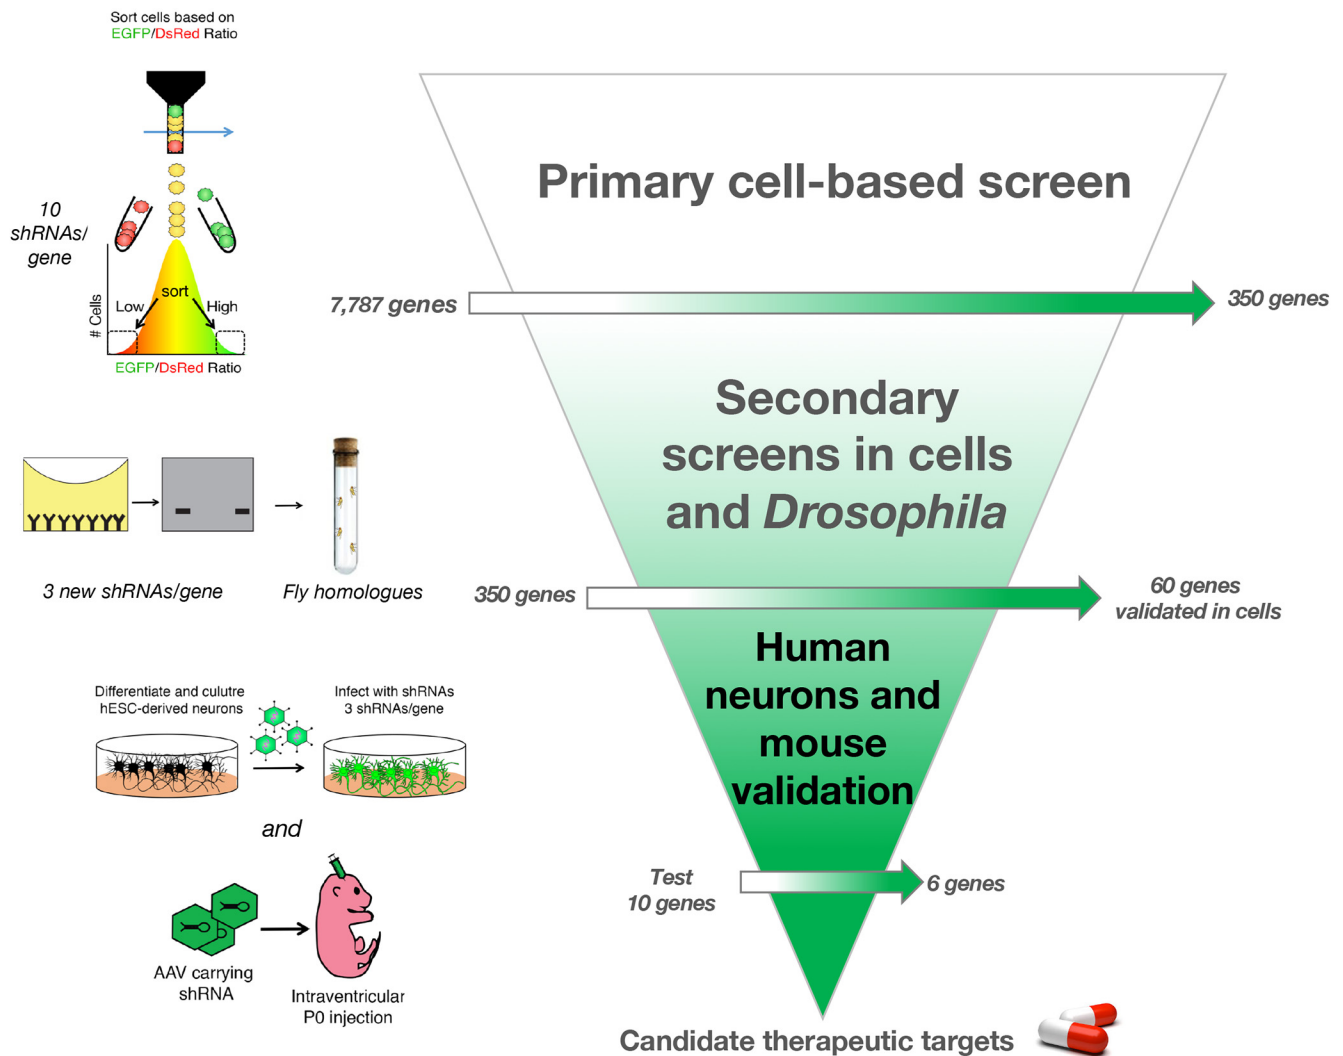 Sort cells based on
EGFP/DsRed Ratio
10
shRNAs/
gene
# Cells
Low
sort
High
EGFP/DsRed Ratio
Primary cell-based screen
7,787 genes
350 genes
Secondary
screens in cells
and Drosophila
3 new shRNAs/gene
Fly homologues
350 genes
60 genes
validated in cells
Human
neurons and
mouse
validation
Differentiate and culutre
hESC-derived neurons
Infect with shRNAs
3 shRNAs/gene
and
Test
10 genes
6 genes
AAV carrying
shRNA
Intraventricular
P0 injection
Candidate therapeutic targets